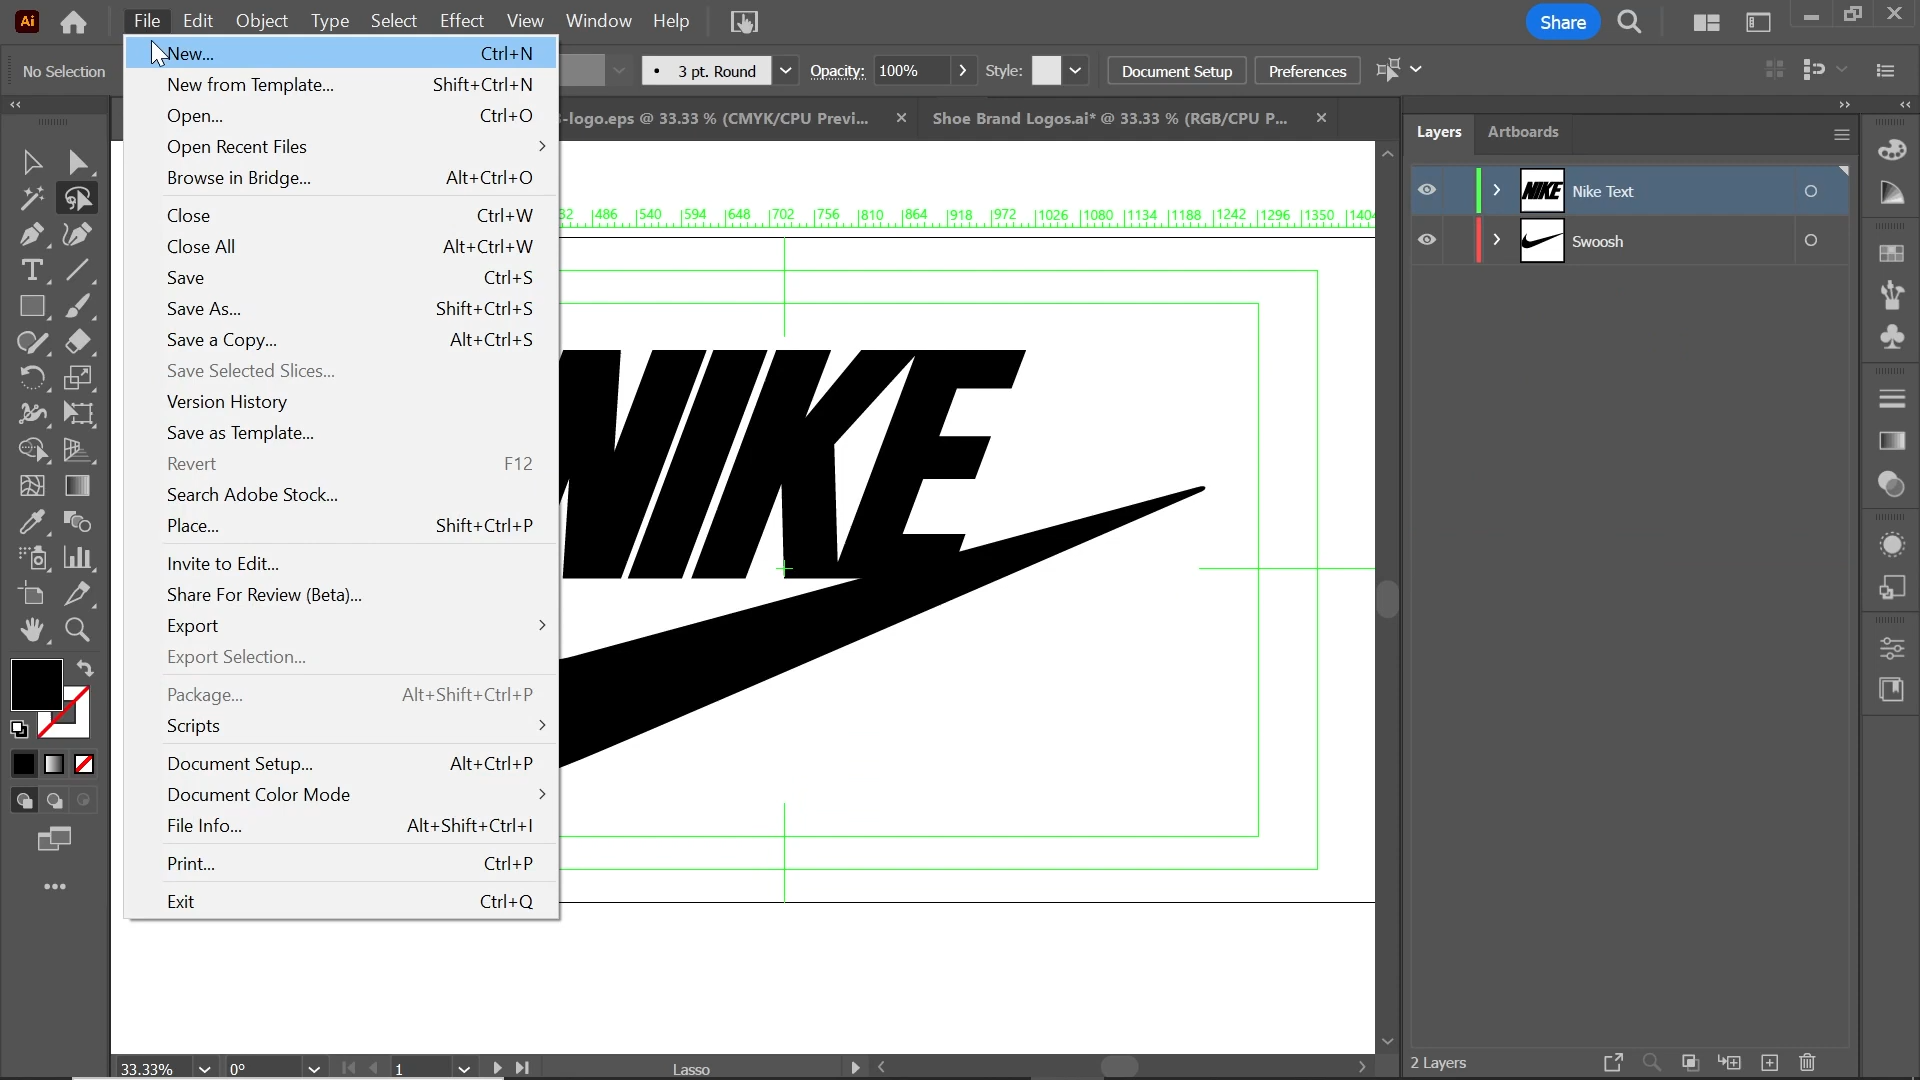 Ai File Edit Object Type Select Effect View Window Help Share
No Selection 3 pt. Round Opacity: 100% Style: Document Setup Preferences
-logo.eps @ 33.33 % (CMYK/CPU Previ... Shoe Brand Logos.ai* @ 33.33 % (RGB/CPU P...
New... Ctrl+N
New from Template... Shift+Ctrl+N
Open... Ctrl+O
Open Recent Files
Browse in Bridge... Alt+Ctrl+O
Close Ctrl+W
Close All Alt+Ctrl+W
Save Ctrl+S
Save As... Shift+Ctrl+S
Save a Copy... Alt+Ctrl+S
Save Selected Slices...
Version History
Save as Template...
Revert F12
Search Adobe Stock...
Place... Shift+Ctrl+P
Invite to Edit...
Share For Review (Beta)...
Export
Export Selection...
Package... Alt+Shift+Ctrl+P
Scripts
Document Setup... Alt+Ctrl+P
Document Color Mode
File Info... Alt+Shift+Ctrl+I
Print... Ctrl+P
Exit Ctrl+Q
486 540 594 648 702 756 810 864 918 972 1026 1080 1134 1188 1242 1296 1350
NIKE
Layers Artboards
NIKE Nike Text
Swoosh
33.33% 0° 1 Lasso
2 Layers